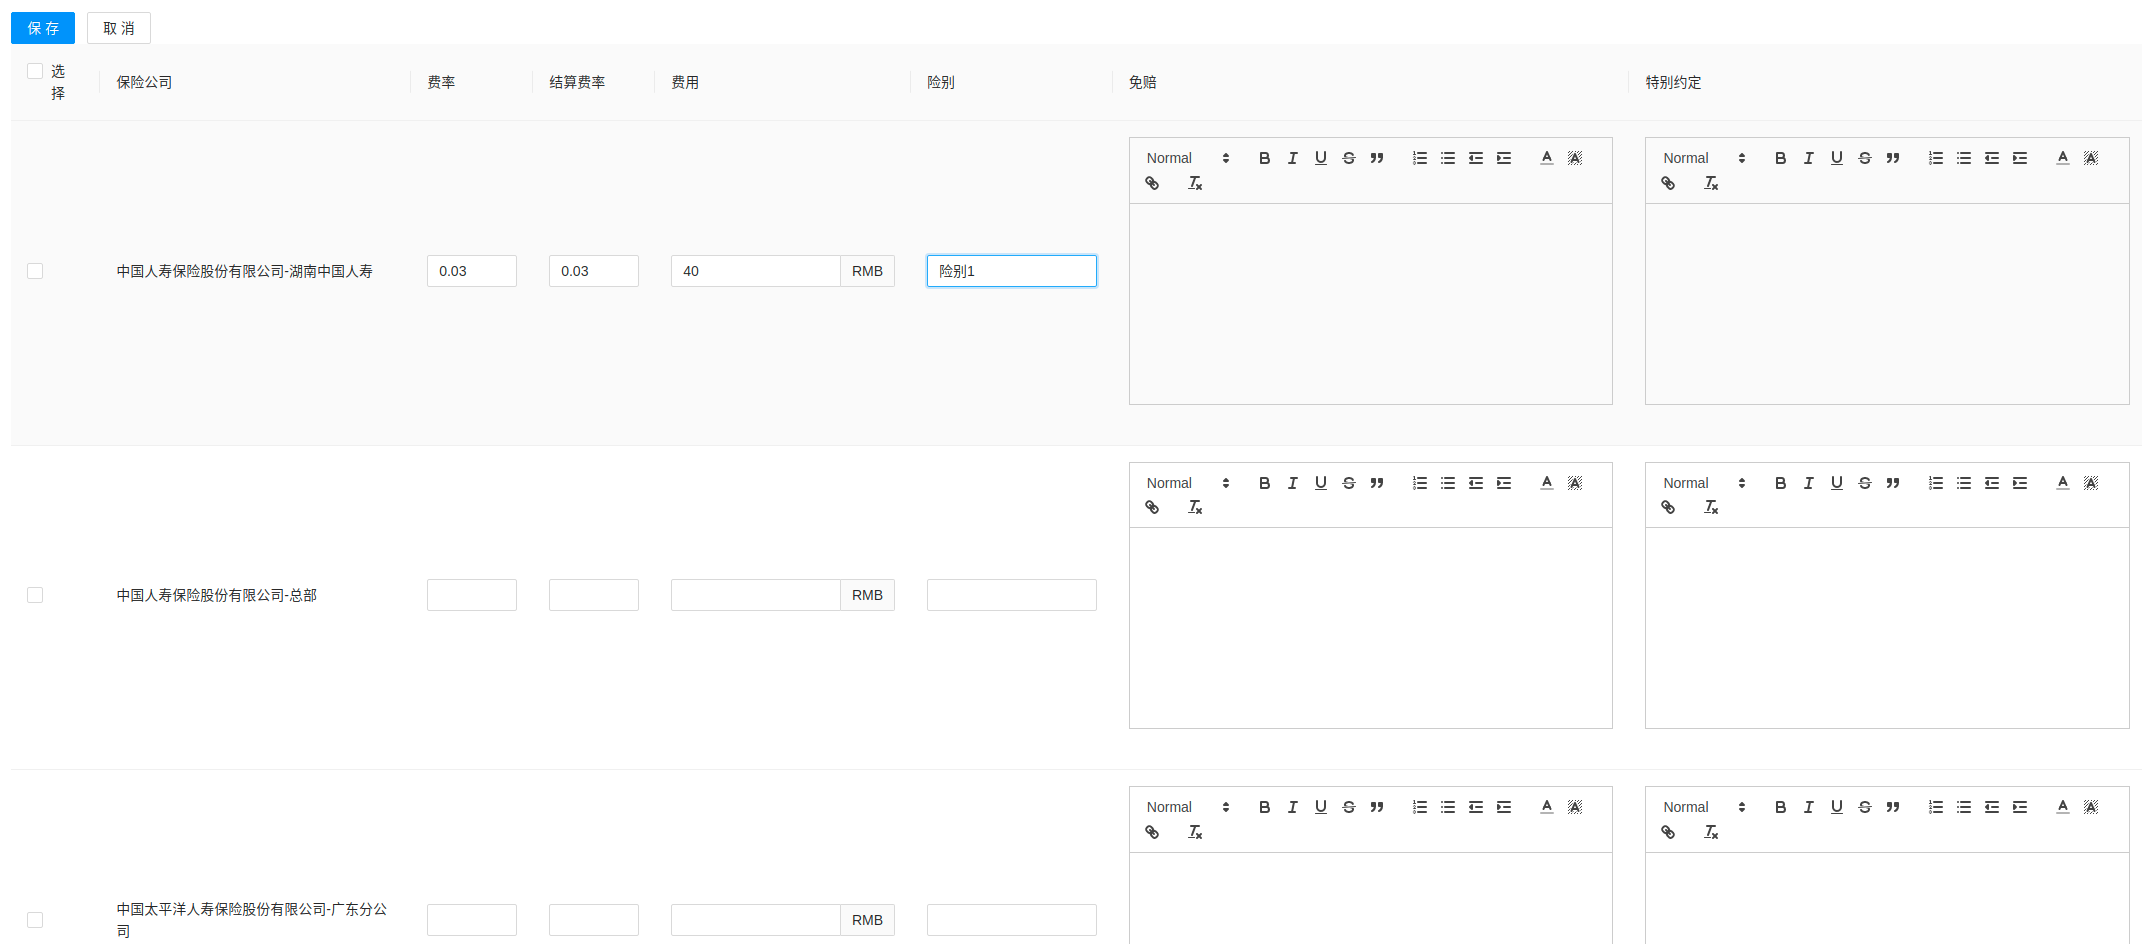 保 存 取 消
选择 保险公司 费率 结算费率 费用 险别 免赔 特别约定
Normal Normal
中国人寿保险股份有限公司-湖南中国人寿 0.03 0.03 40 RMB 险别1
Normal Normal
中国人寿保险股份有限公司-总部 RMB
Normal Normal
中国太平洋人寿保险股份有限公司-广东分公
司
RMB